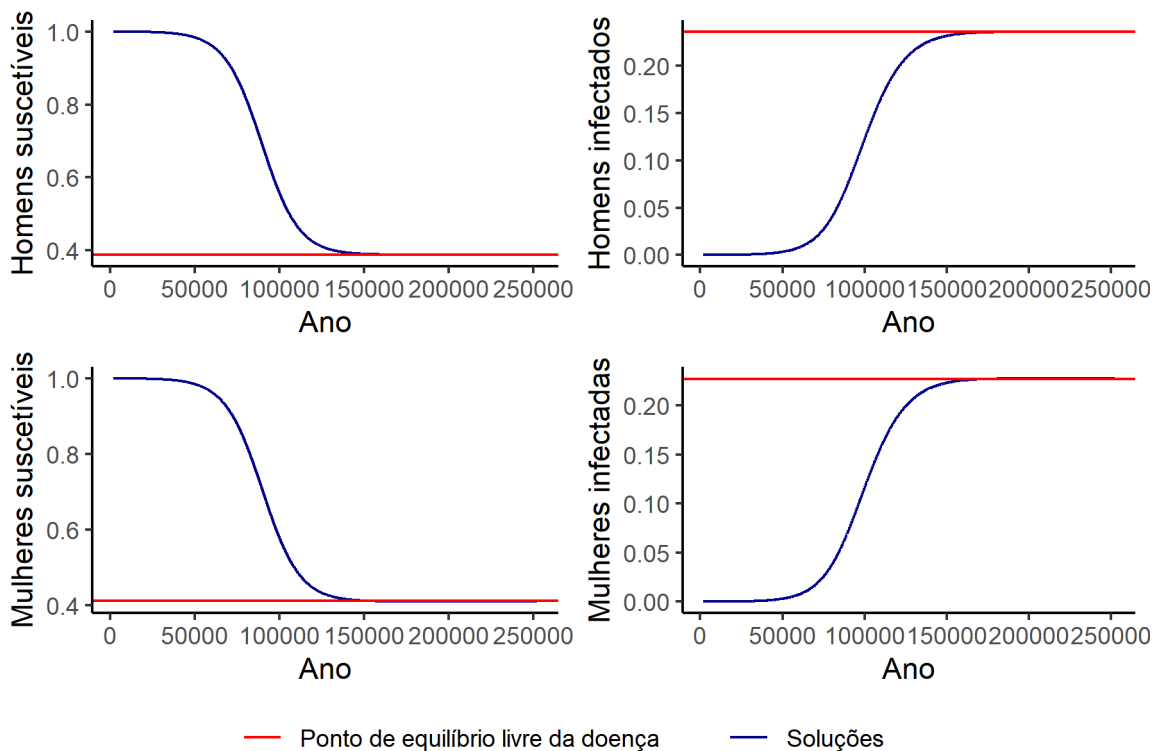 Homens suscetíveis
1.0
0.8
0.6
0.4
0 50000 100000 150000 200000 250000
Ano
Homens infectados
0.20
0.15
0.10
0.05
0.00
0 50000 100000 150000 200000 250000
Ano
Mulheres suscetíveis
1.0
0.8
0.6
0.4
0 50000 100000 150000 200000 250000
Ano
Mulheres infectadas
0.20
0.15
0.10
0.05
0.00
0 50000 100000 150000 200000 250000
Ano
Ponto de equilíbrio livre da doença Soluções